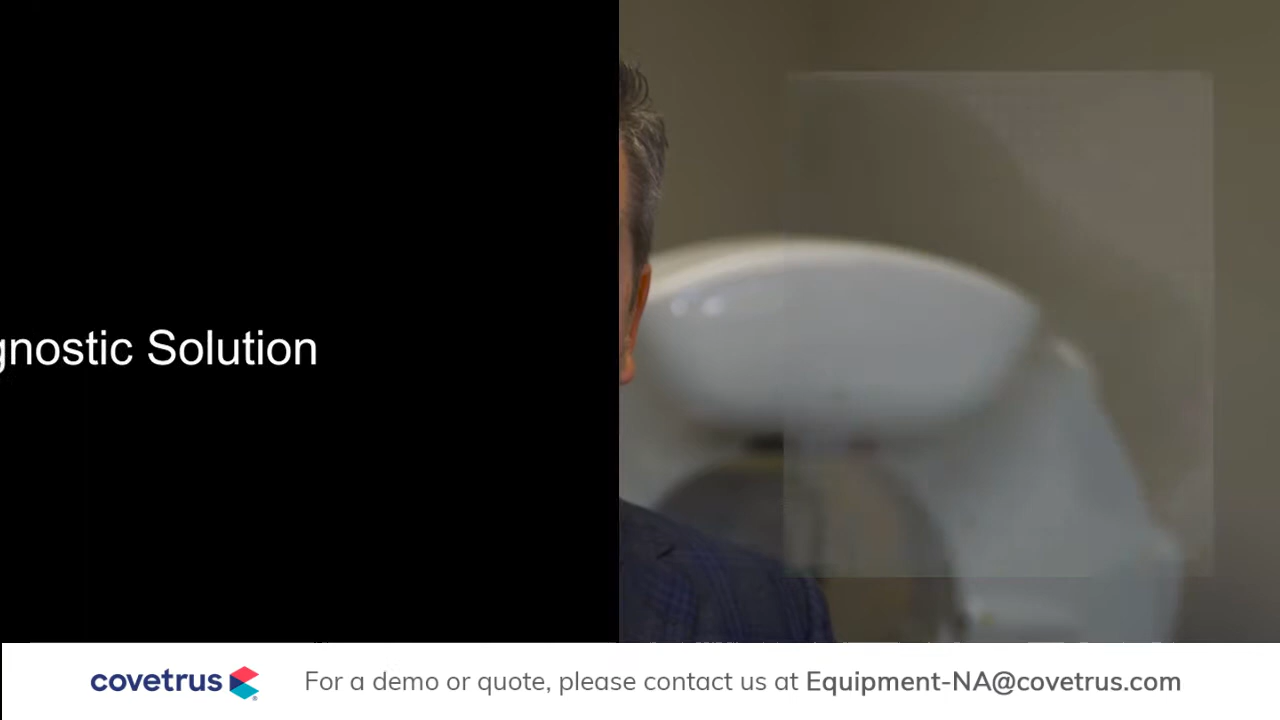 gnostic Solution
covetrus
For a demo or quote, please contact us at Equipment-NA@covetrus.com